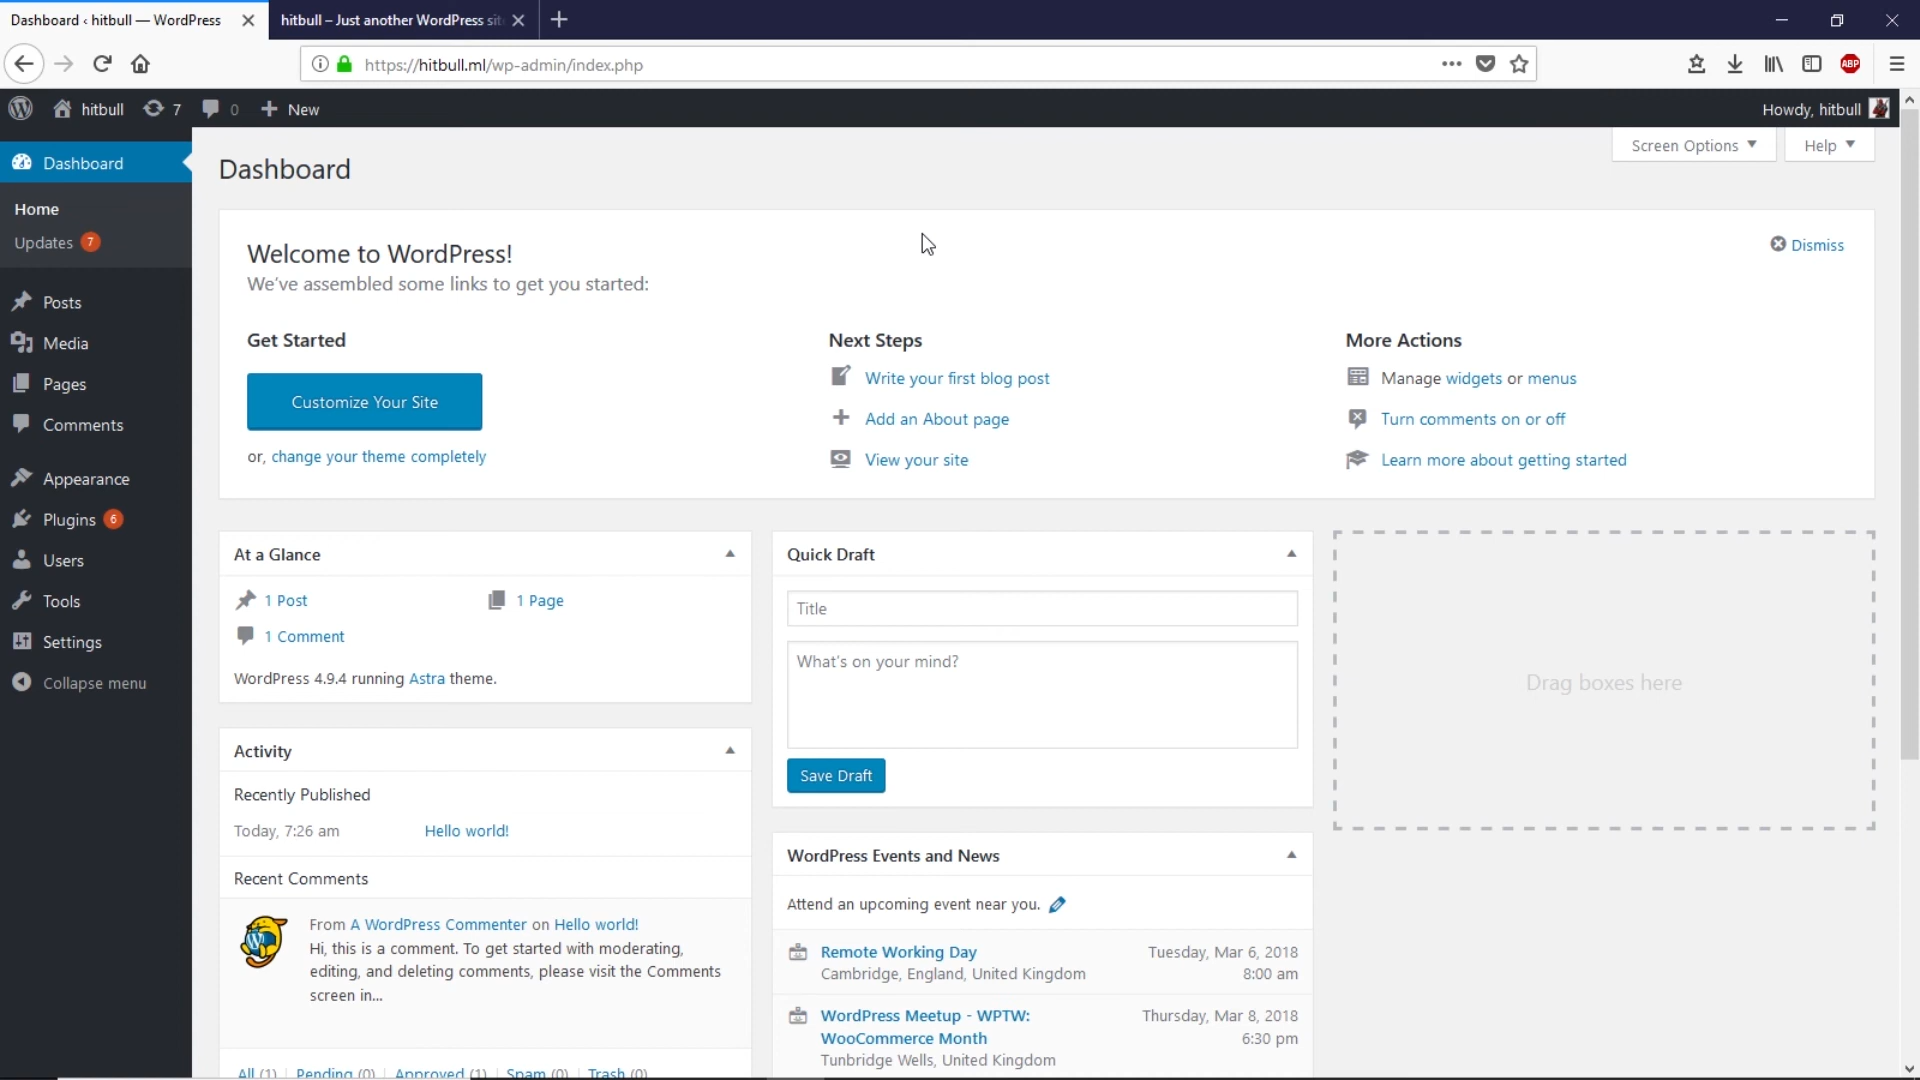 Dashboard ‹ hitbull — WordPress
hitbull – Just another WordPress sit
https://hitbull.ml/wp-admin/index.php
ABP
hitbull
7
0
New
Howdy, hitbull
Dashboard
Home
Updates 7
Posts
Media
Pages
Comments
Appearance
Plugins 6
Users
Tools
Settings
Collapse menu
Dashboard
Screen Options
Help
Welcome to WordPress!
We've assembled some links to get you started:
Dismiss
Get Started
Customize Your Site
or, change your theme completely
Next Steps
Write your first blog post
Add an About page
View your site
More Actions
Manage widgets or menus
Turn comments on or off
Learn more about getting started
At a Glance
1 Post
1 Page
1 Comment
WordPress 4.9.4 running Astra theme.
Activity
Recently Published
Today, 7:26 am
Hello world!
Recent Comments
From A WordPress Commenter on Hello world!
Hi, this is a comment. To get started with moderating,
editing, and deleting comments, please visit the Comments
screen in...
All (1) | Pending (0) | Approved (1) | Spam (0) | Trash (0)
Quick Draft
Title
What's on your mind?
Save Draft
WordPress Events and News
Attend an upcoming event near you.
Remote Working Day
Cambridge, England, United Kingdom
Tuesday, Mar 6, 2018
8:00 am
WordPress Meetup - WPTW:
WooCommerce Month
Tunbridge Wells, United Kingdom
Thursday, Mar 8, 2018
6:30 pm
Drag boxes here